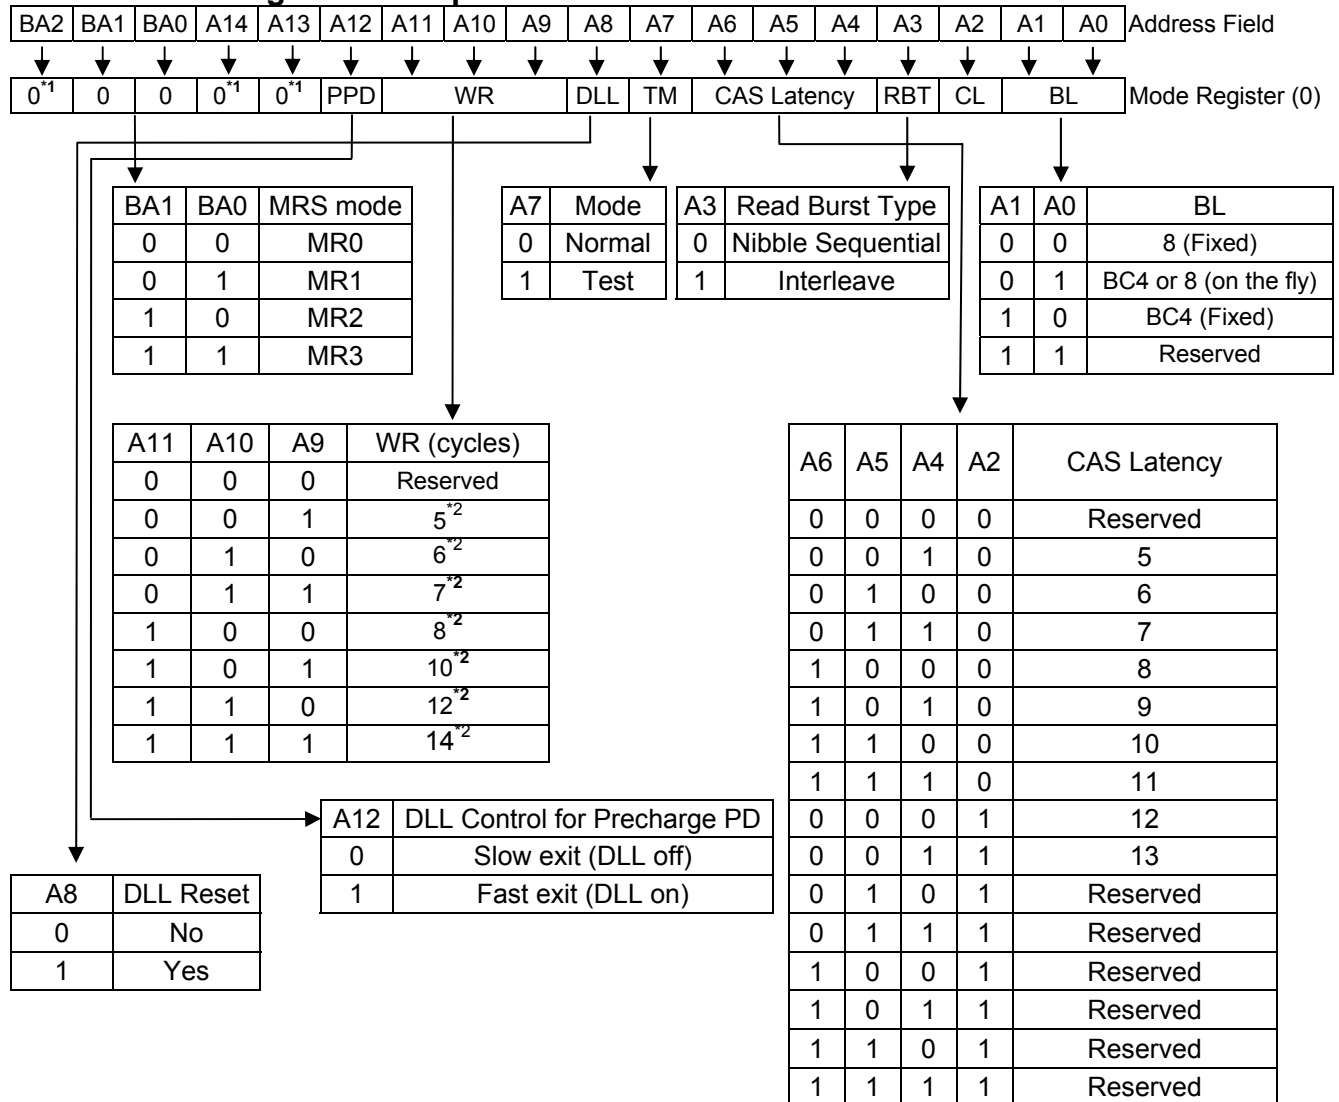 BA2 BA1 BA0 A14 A13 A12 A11 A10 A9 A8 A7 A6 A5 A4 A3 A2 A1 A0 Address Field
0*1 0 0 0*1 0*1 PPD WR DLL TM CAS Latency RBT CL BL Mode Register (0)
BA1 BA0 MRS mode
0 0 MR0
0 1 MR1
1 0 MR2
1 1 MR3
A7 Mode
0 Normal
1 Test
A3 Read Burst Type
0 Nibble Sequential
1 Interleave
A1 A0 BL
0 0 8 (Fixed)
0 1 BC4 or 8 (on the fly)
1 0 BC4 (Fixed)
1 1 Reserved
A11 A10 A9 WR (cycles)
0 0 0 Reserved
0 0 1 5*2
0 1 0 6*2
0 1 1 7*2
1 0 0 8*2
1 0 1 10*2
1 1 0 12*2
1 1 1 14*2
A6 A5 A4 A2 CAS Latency
0 0 0 0 Reserved
0 0 1 0 5
0 1 0 0 6
0 1 1 0 7
1 0 0 0 8
1 0 1 0 9
1 1 0 0 10
1 1 1 0 11
0 0 0 1 12
0 0 1 1 13
0 1 0 1 Reserved
0 1 1 1 Reserved
1 0 0 1 Reserved
1 0 1 1 Reserved
1 1 0 1 Reserved
1 1 1 1 Reserved
A12 DLL Control for Precharge PD
0 Slow exit (DLL off)
1 Fast exit (DLL on)
A8 DLL Reset
0 No
1 Yes